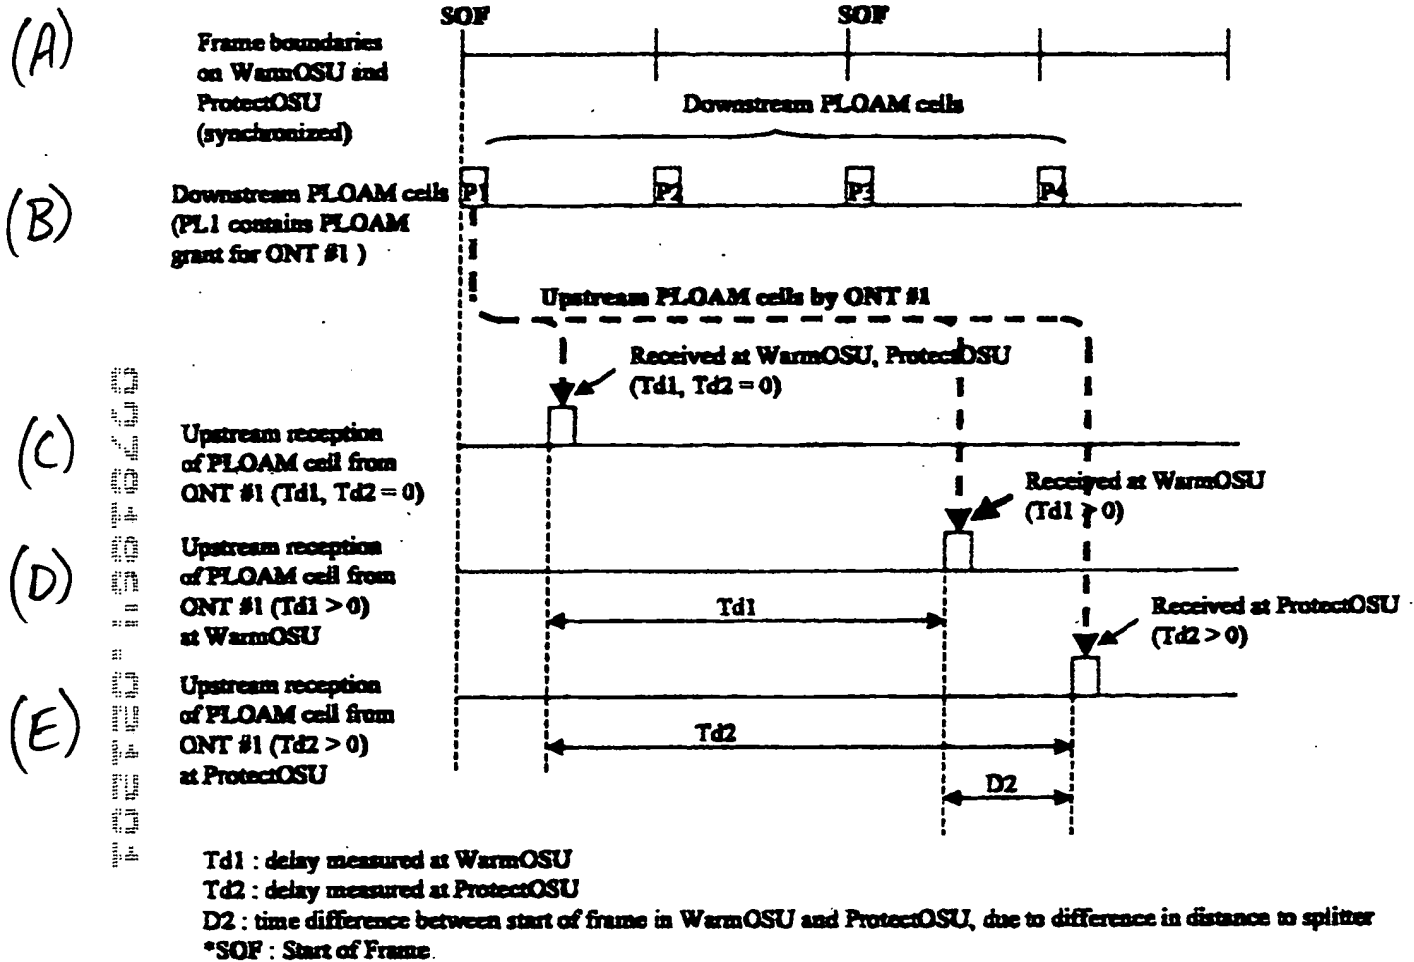 SOF
SOF
(A)
Frame boundaries
on WarmOSU and
ProtectOSU
(synchronized)
Downstream PLOAM cells
(B)
Downstream PLOAM cells
(PL1 contains PLOAM
grant for ONT #1 )
P1
P2
P3
P4
Upstream PLOAM cells by ONT #1
Received at WarmOSU, ProtectOSU
(Td1, Td2 = 0)
(C)
Upstream reception
of PLOAM cell from
ONT #1 (Td1, Td2 = 0)
Received at WarmOSU
(Td1 > 0)
(D)
Upstream reception
of PLOAM cell from
ONT #1 (Td1 > 0)
at WarmOSU
Td1
Received at ProtectOSU
(Td2 > 0)
(E)
Upstream reception
of PLOAM cell from
ONT #1 (Td2 > 0)
at ProtectOSU
Td2
D2
Td1 : delay measured at WarmOSU
Td2 : delay measured at ProtectOSU
D2 : time difference between start of frame in WarmOSU and ProtectOSU, due to difference in distance to splitter
*SOF : Start of Frame